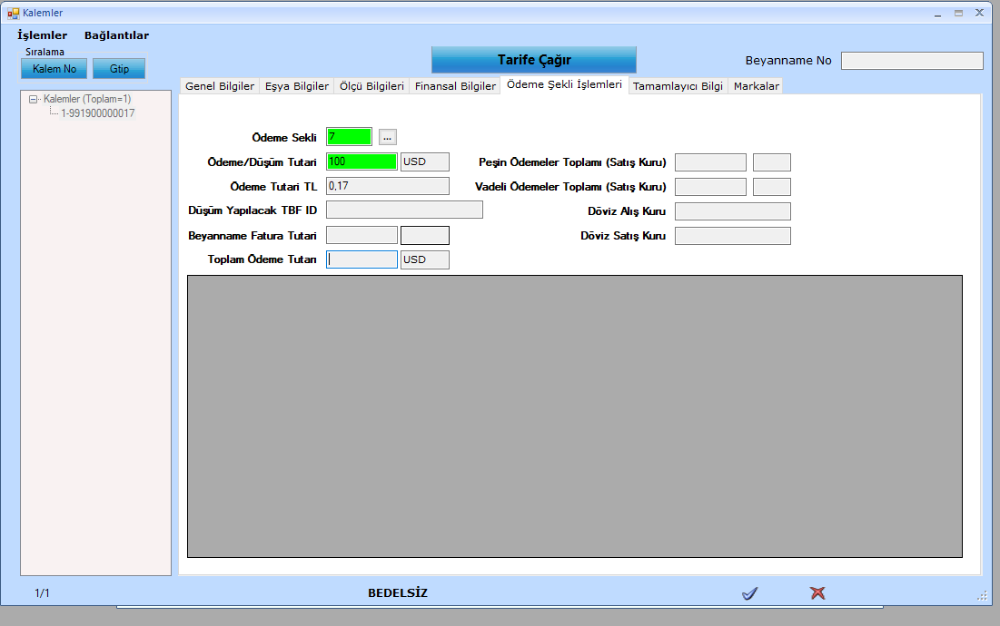 Kalemler
İşlemler Bağlantılar
Sıralama
Kalem No Gtip
Tarife Çağır
Beyanname No
Genel Bilgiler Eşya Bilgiler Ölçü Bilgileri Finansal Bilgiler Ödeme Şekli İşlemleri Tamamlayıcı Bilgi Markalar
Kalemler (Toplam=1)
1-991900000017
Ödeme Sekli 7 ...
Ödeme/Düşüm Tutari 100 USD Peşin Ödemeler Toplamı (Satış Kuru)
Ödeme Tutari TL 0,17 Vadeli Ödemeler Toplamı (Satış Kuru)
Düşüm Yapılacak TBF ID Döviz Alış Kuru
Beyanname Fatura Tutari Döviz Satış Kuru
Toplam Ödeme Tutarı USD
1/1 BEDELSİZ